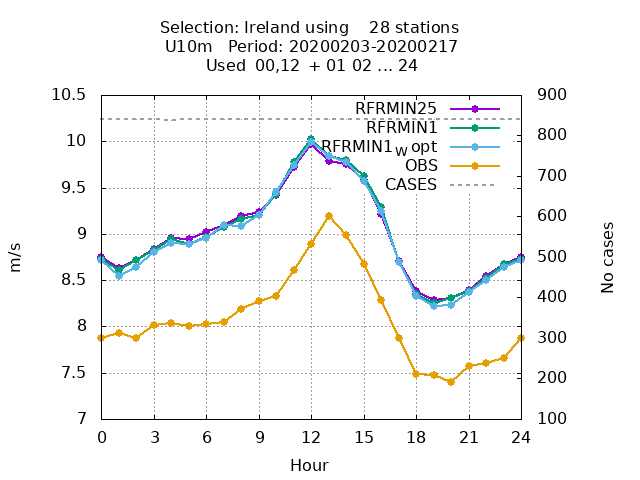 Selection: Ireland using    28 stations
U10m   Period: 20200203-20200217
Used  00,12  + 01 02 ... 24
RFRMIN25
RFRMIN1
RFRMIN1w opt
OBS
CASES
10.5
10
9.5
9
8.5
8
7.5
7
m/s
900
800
700
600
500
400
300
200
100
No cases
0 3 6 9 12 15 18 21 24
Hour